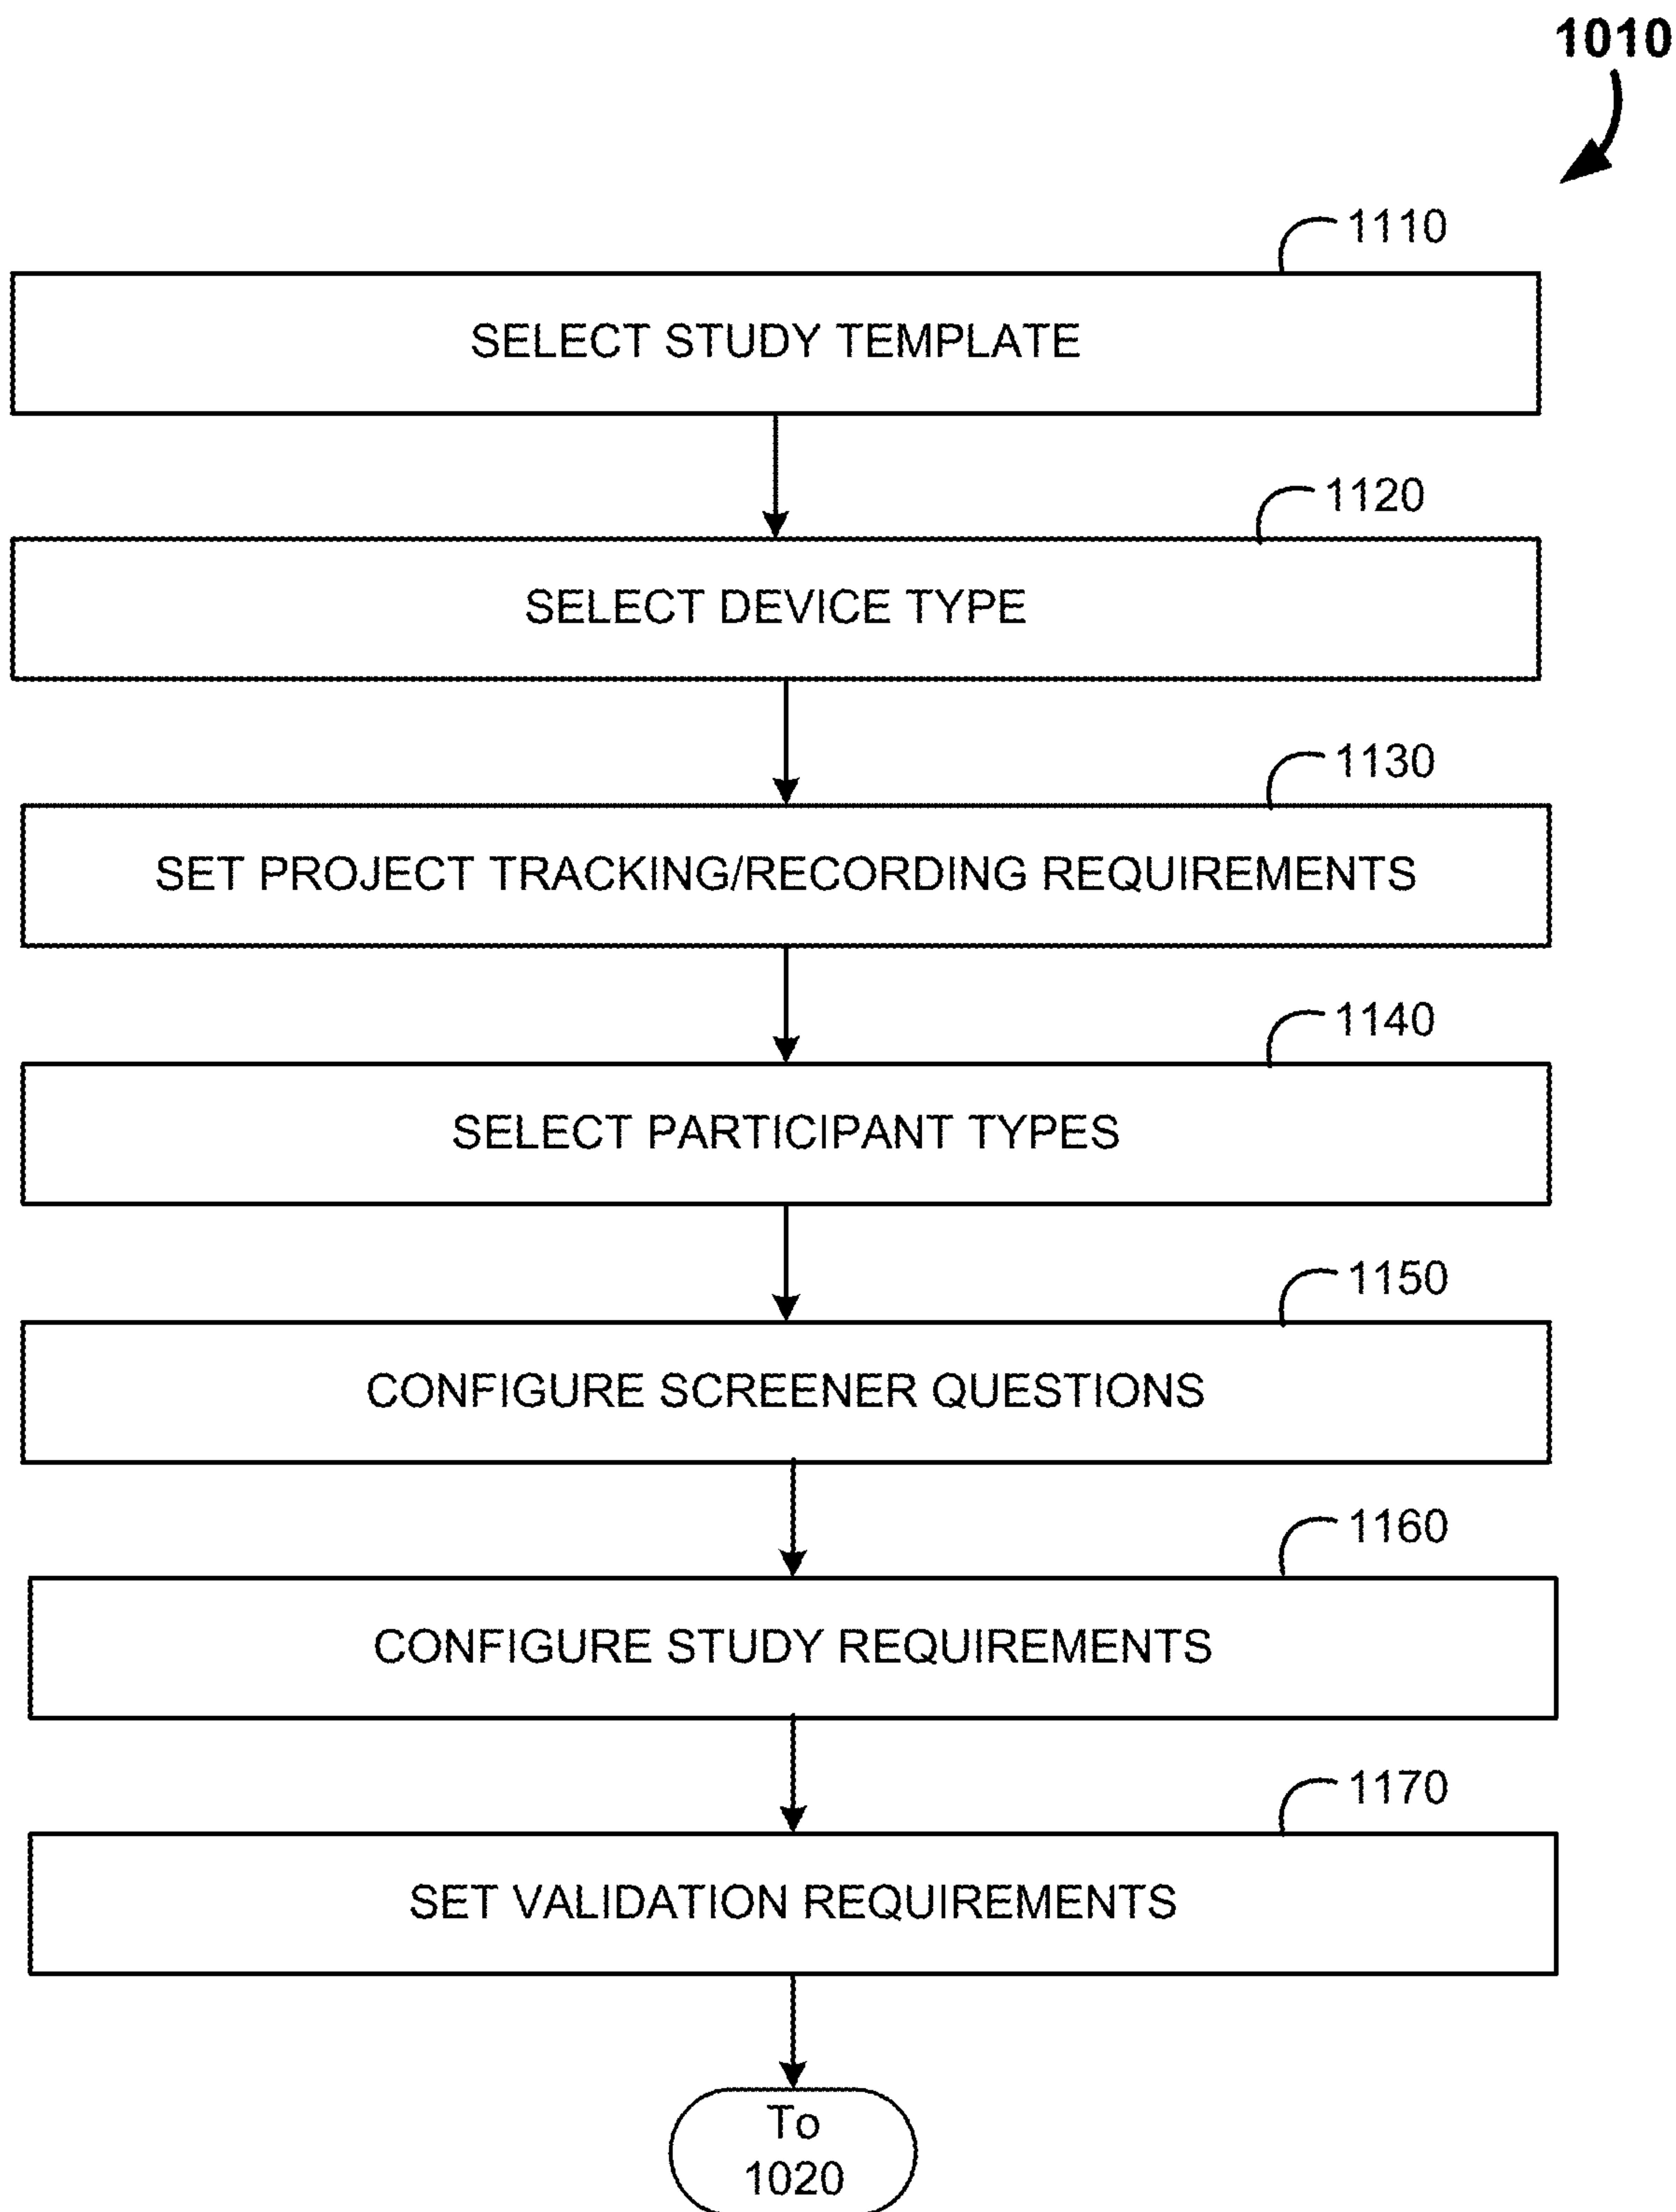 1010
1110
SELECT STUDY TEMPLATE
1120
SELECT DEVICE TYPE
1130
SET PROJECT TRACKING/RECORDING REQUIREMENTS
1140
SELECT PARTICIPANT TYPES
1150
CONFIGURE SCREENER QUESTIONS
1160
CONFIGURE STUDY REQUIREMENTS
1170
SET VALIDATION REQUIREMENTS
To
1020